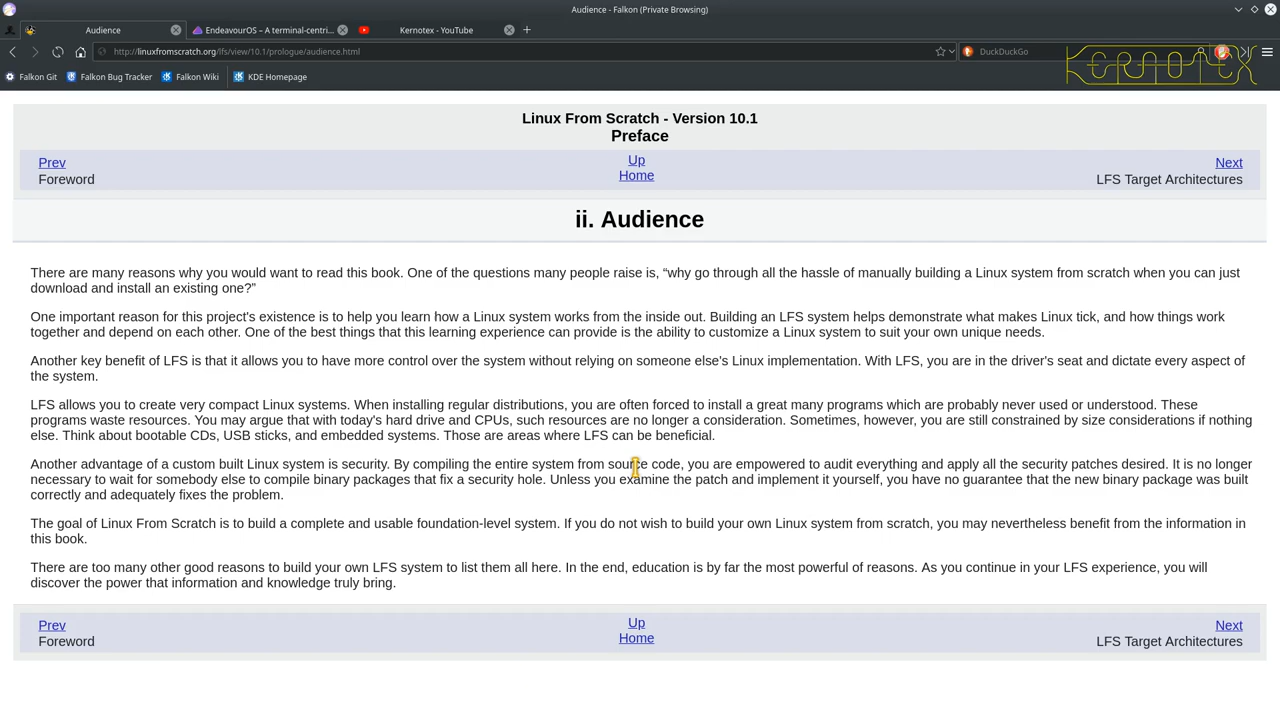 Audience - Falkon (Private Browsing)
Audience
EndeavourOS – A terminal-centri...
Kernotex - YouTube
http://linuxfromscratch.org/lfs/view/10.1/prologue/audience.html
DuckDuckGo
KERNOTEX
Falkon Git
Falkon Bug Tracker
Falkon Wiki
KDE Homepage
Linux From Scratch - Version 10.1
Preface
Prev
Up
Next
Foreword
Home
LFS Target Architectures
ii. Audience
There are many reasons why you would want to read this book. One of the questions many people raise is, “why go through all the hassle of manually building a Linux system from scratch when you can just
download and install an existing one?”
One important reason for this project's existence is to help you learn how a Linux system works from the inside out. Building an LFS system helps demonstrate what makes Linux tick, and how things work
together and depend on each other. One of the best things that this learning experience can provide is the ability to customize a Linux system to suit your own unique needs.
Another key benefit of LFS is that it allows you to have more control over the system without relying on someone else's Linux implementation. With LFS, you are in the driver's seat and dictate every aspect of
the system.
LFS allows you to create very compact Linux systems. When installing regular distributions, you are often forced to install a great many programs which are probably never used or understood. These
programs waste resources. You may argue that with today's hard drive and CPUs, such resources are no longer a consideration. Sometimes, however, you are still constrained by size considerations if nothing
else. Think about bootable CDs, USB sticks, and embedded systems. Those are areas where LFS can be beneficial.
Another advantage of a custom built Linux system is security. By compiling the entire system from source code, you are empowered to audit everything and apply all the security patches desired. It is no longer
necessary to wait for somebody else to compile binary packages that fix a security hole. Unless you examine the patch and implement it yourself, you have no guarantee that the new binary package was built
correctly and adequately fixes the problem.
The goal of Linux From Scratch is to build a complete and usable foundation-level system. If you do not wish to build your own Linux system from scratch, you may nevertheless benefit from the information in
this book.
There are too many other good reasons to build your own LFS system to list them all here. In the end, education is by far the most powerful of reasons. As you continue in your LFS experience, you will
discover the power that information and knowledge truly bring.
Prev
Up
Next
Foreword
Home
LFS Target Architectures